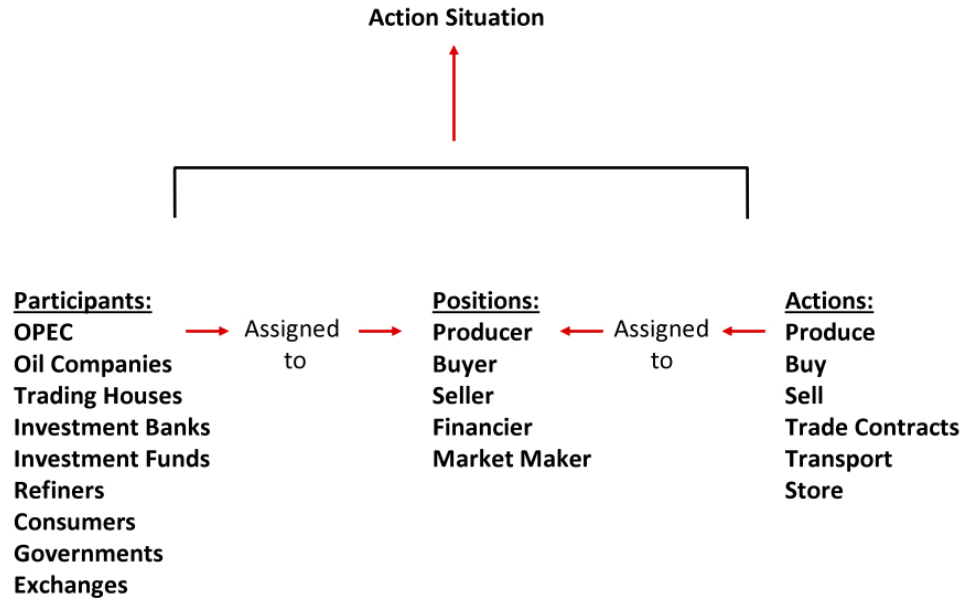 Action Situation
Participants:
OPEC
Oil Companies
Trading Houses
Investment Banks
Investment Funds
Refiners
Consumers
Governments
Exchanges
Assigned
to
Positions:
Producer
Buyer
Seller
Financier
Market Maker
Assigned
to
Actions:
Produce
Buy
Sell
Trade Contracts
Transport
Store